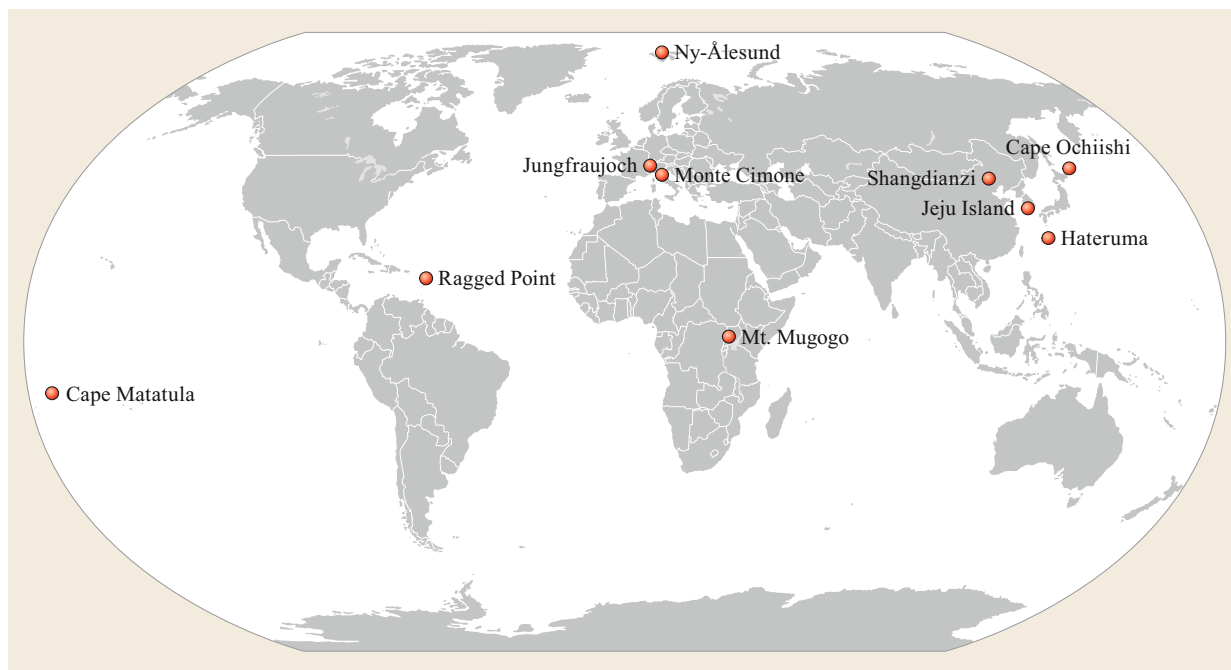 Ny-Ålesund
Cape Ochiishi
Jungfraujoch
Monte Cimone
Shangdianzi
Jeju Island
Hateruma
Ragged Point
Mt. Mugogo
Cape Matatula